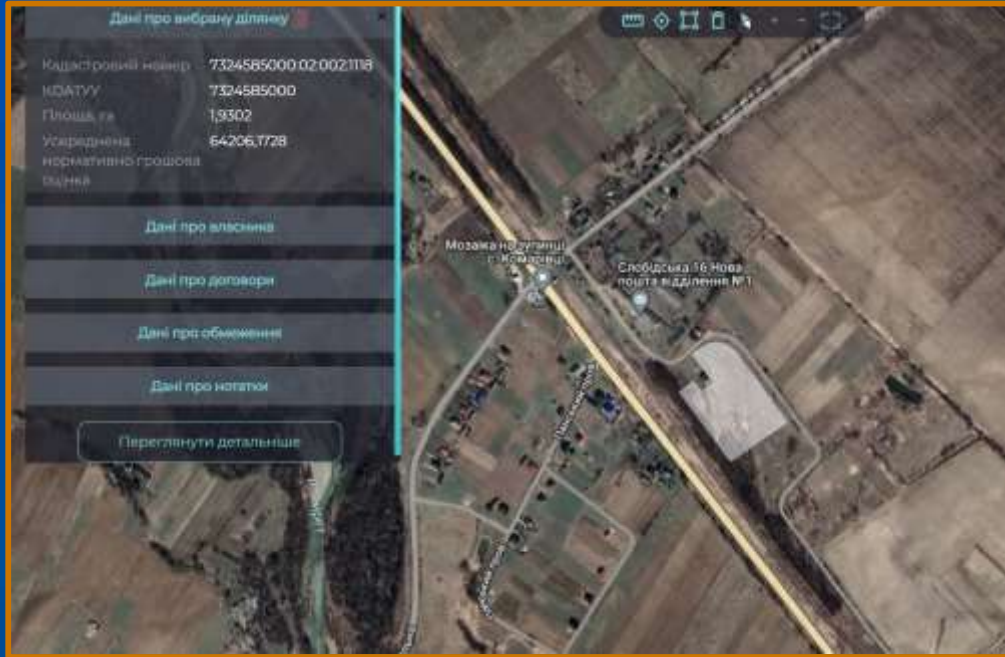 Дані про вибрану ділянку
Кадастровий номер 7324585000:02:002:1118
КОАТУУ 7324585000
Площа, га 1,9302
Усереднена 64206,1728
нормативно грошова
оцінка
Дані про власника
Дані про договори
Дані про обмеження
Дані про нотатки
Переглянути детальніше
Мозаїка на зупинці
с. Комарівці
Слобідська 16 Нова
пошта відділення №1